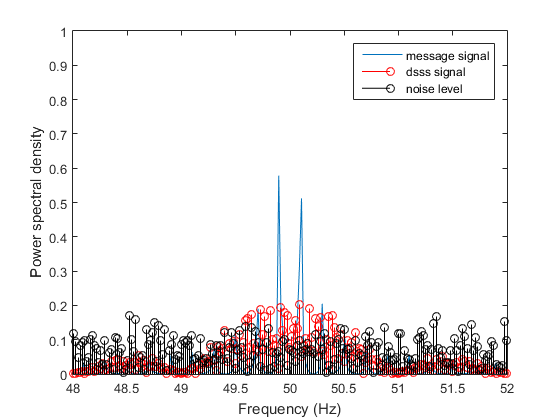 1
0.9
0.8
0.7
0.6
0.5
0.4
0.3
0.2
0.1
0
Power spectral density
message signal
dsss signal
noise level
48 48.5 49 49.5 50 50.5 51 51.5 52
Frequency (Hz)